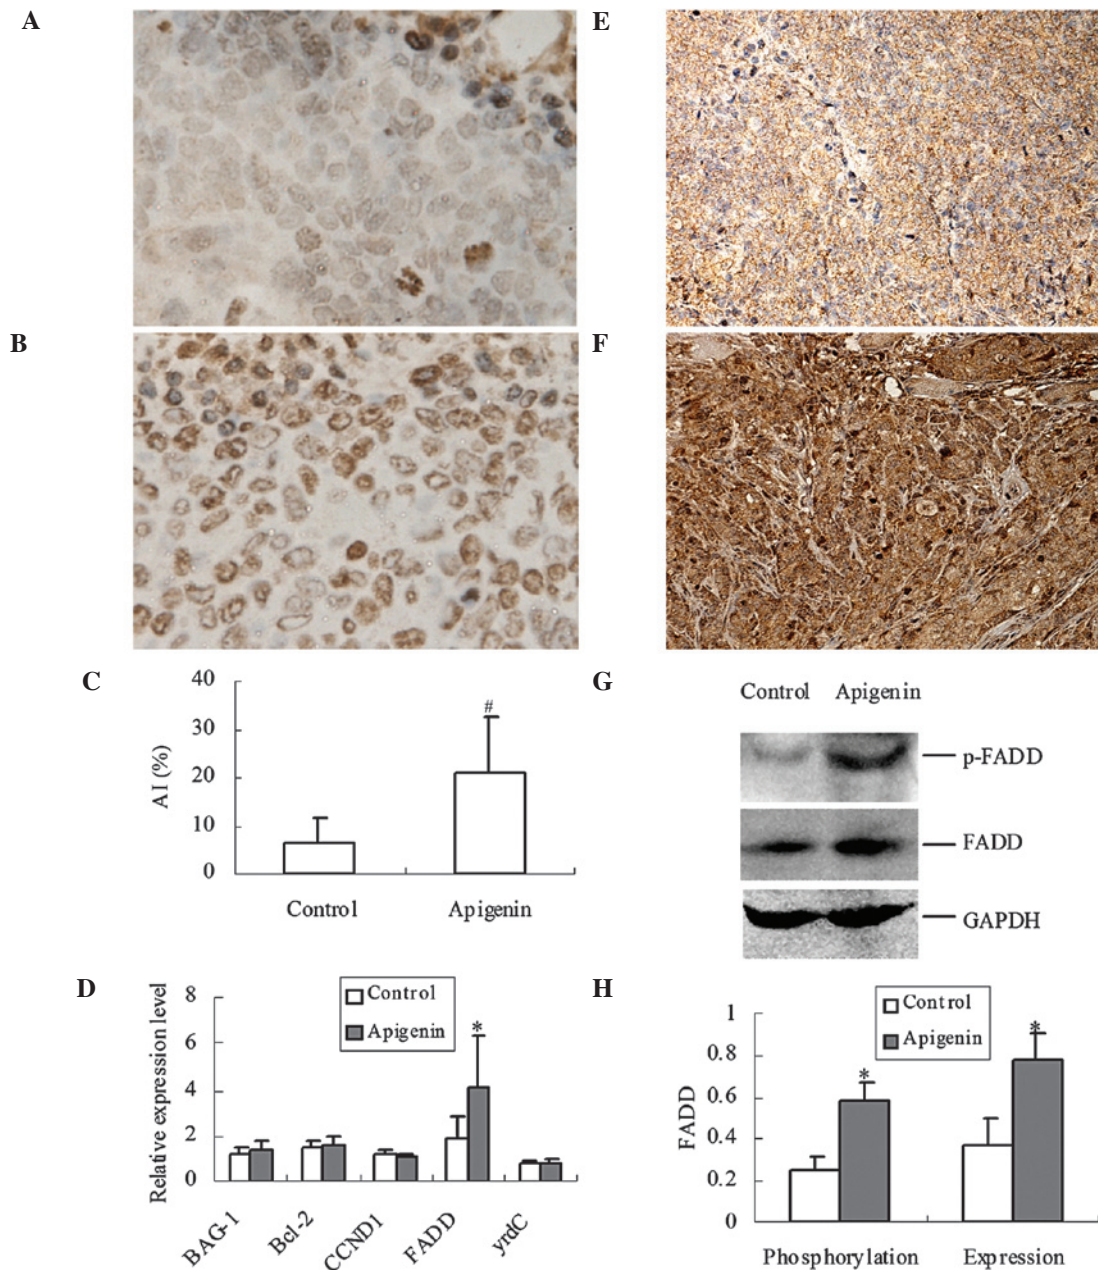 A
E
B
F
C
40
30
20
10
0
AI (%)
#
Control
Apigenin
G
Control
Apigenin
p-FADD
FADD
GAPDH
D
8
6
4
2
0
Relative expression level
Control
Apigenin
*
BAG-1
Bcl-2
CCND1
FADD
yrdC
H
1
0.8
0.6
0.4
0.2
0
FADD
Control
Apigenin
*
*
Phosphorylation
Expression